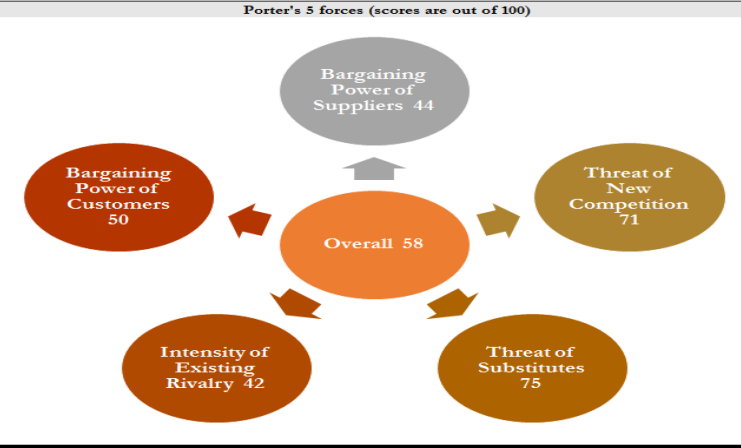 Porter's 5 forces (scores are out of 100)
Bargaining
Power of
Suppliers 44
Bargaining
Power of
Customers
50
Threat of
New
Competition
71
Overall 58
Intensity of
Existing
Rivalry 42
Threat of
Substitutes
75